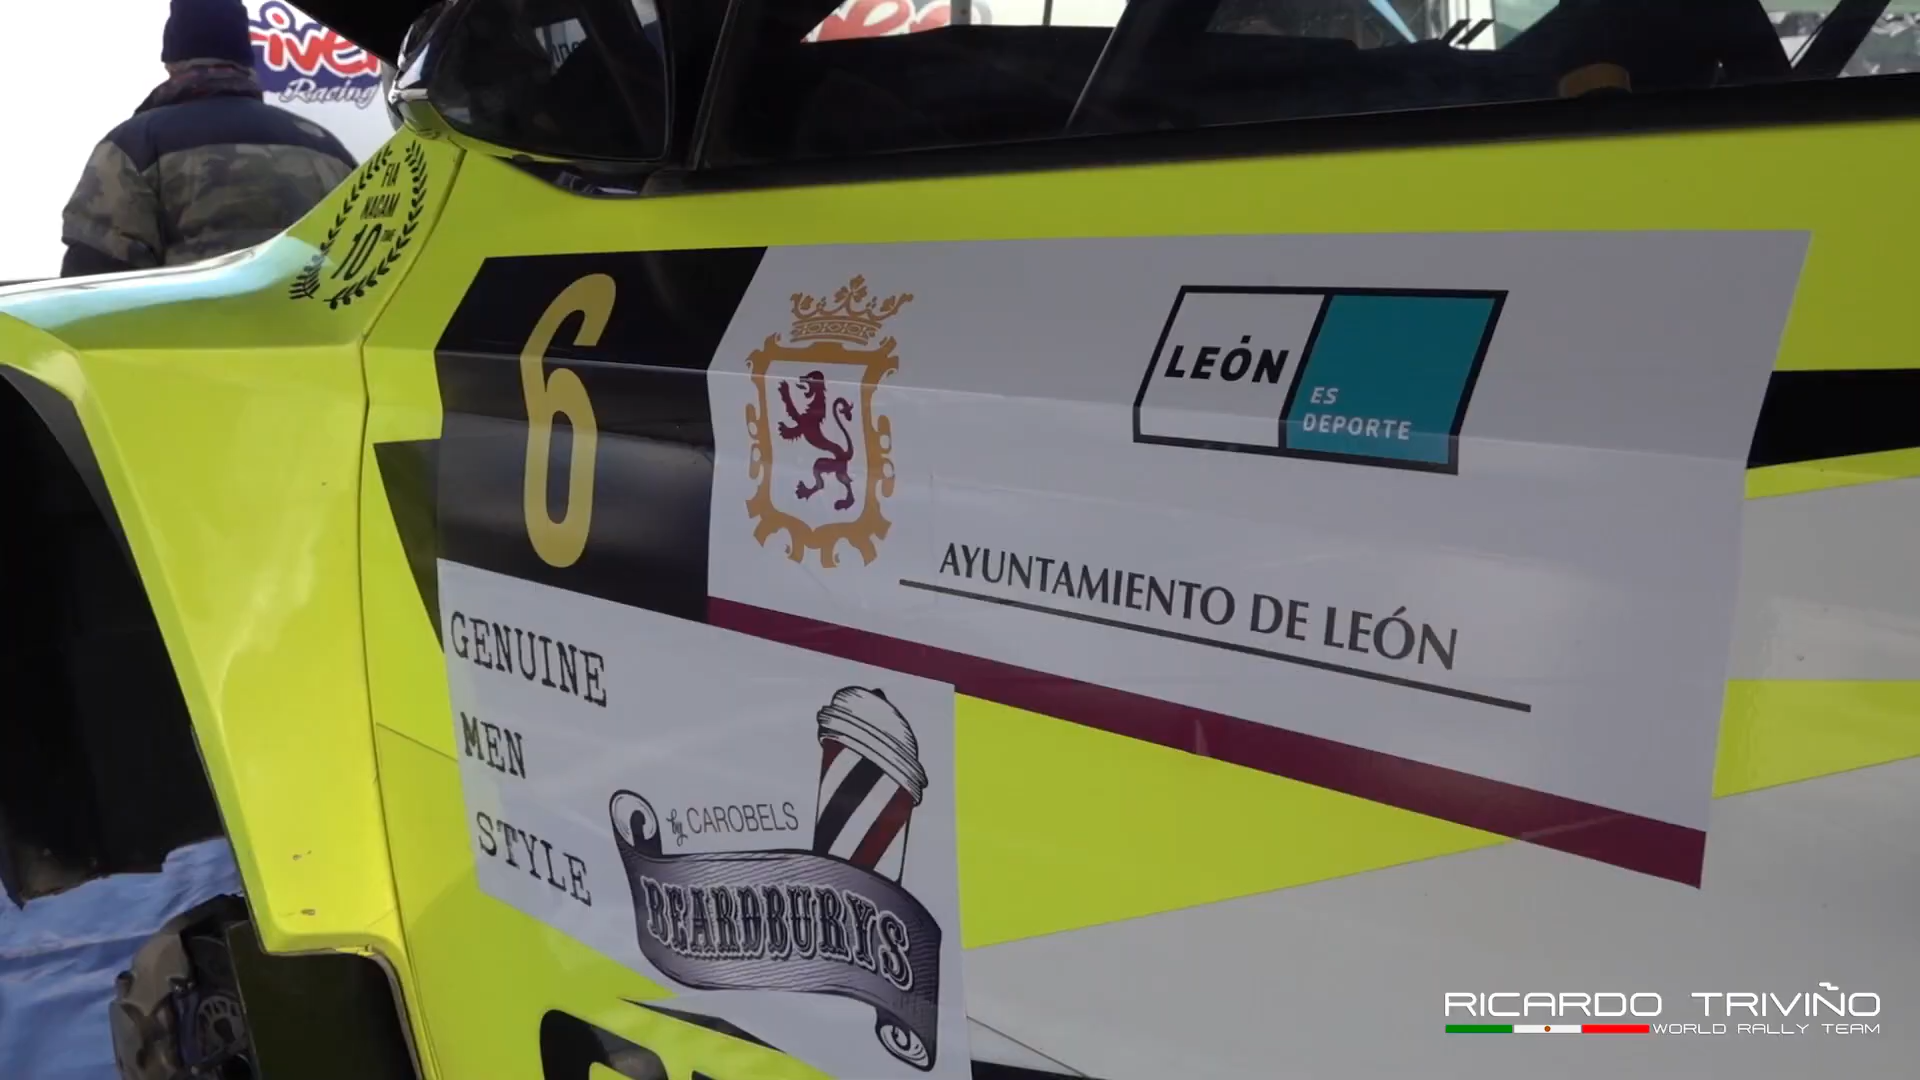 Racing
FIA
NACAM
10 TIME
6
LEÓN
ES
DEPORTE
AYUNTAMIENTO DE LEÓN
GENUINE
MEN
STYLE
by CAROBELS
BEARDBURYS
RICARDO TRIVIÑO
WORLD RALLY TEAM